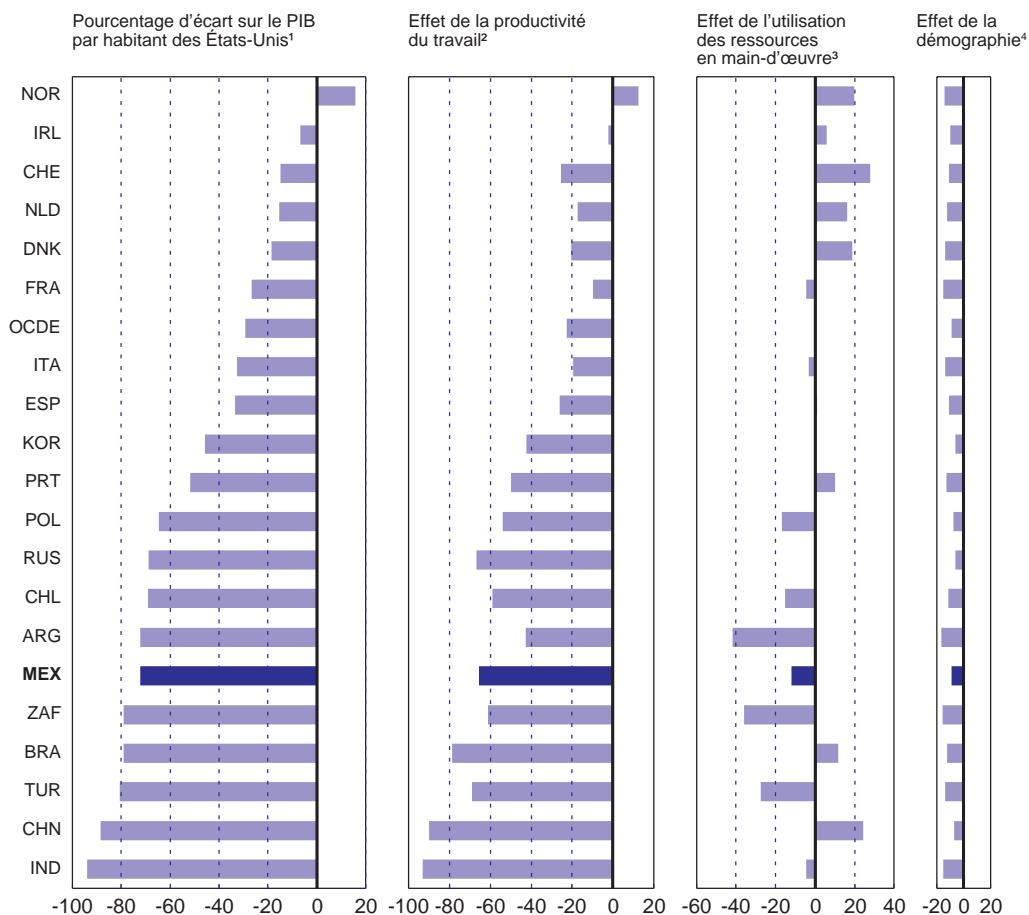 Pourcentage d'écart sur le PIB
par habitant des États-Unis¹
Effet de la productivité
du travail²
Effet de l'utilisation
des ressources
en main-d'œuvre³
Effet de la
démographie⁴
NOR
IRL
CHE
NLD
DNK
FRA
OCDE
ITA
ESP
KOR
PRT
POL
RUS
CHL
ARG
MEX
ZAF
BRA
TUR
CHN
IND
-100 -80 -60 -40 -20 0 20
-100 -80 -60 -40 -20 0 20
-60 -40 -20 0 20 40
-20 0 20